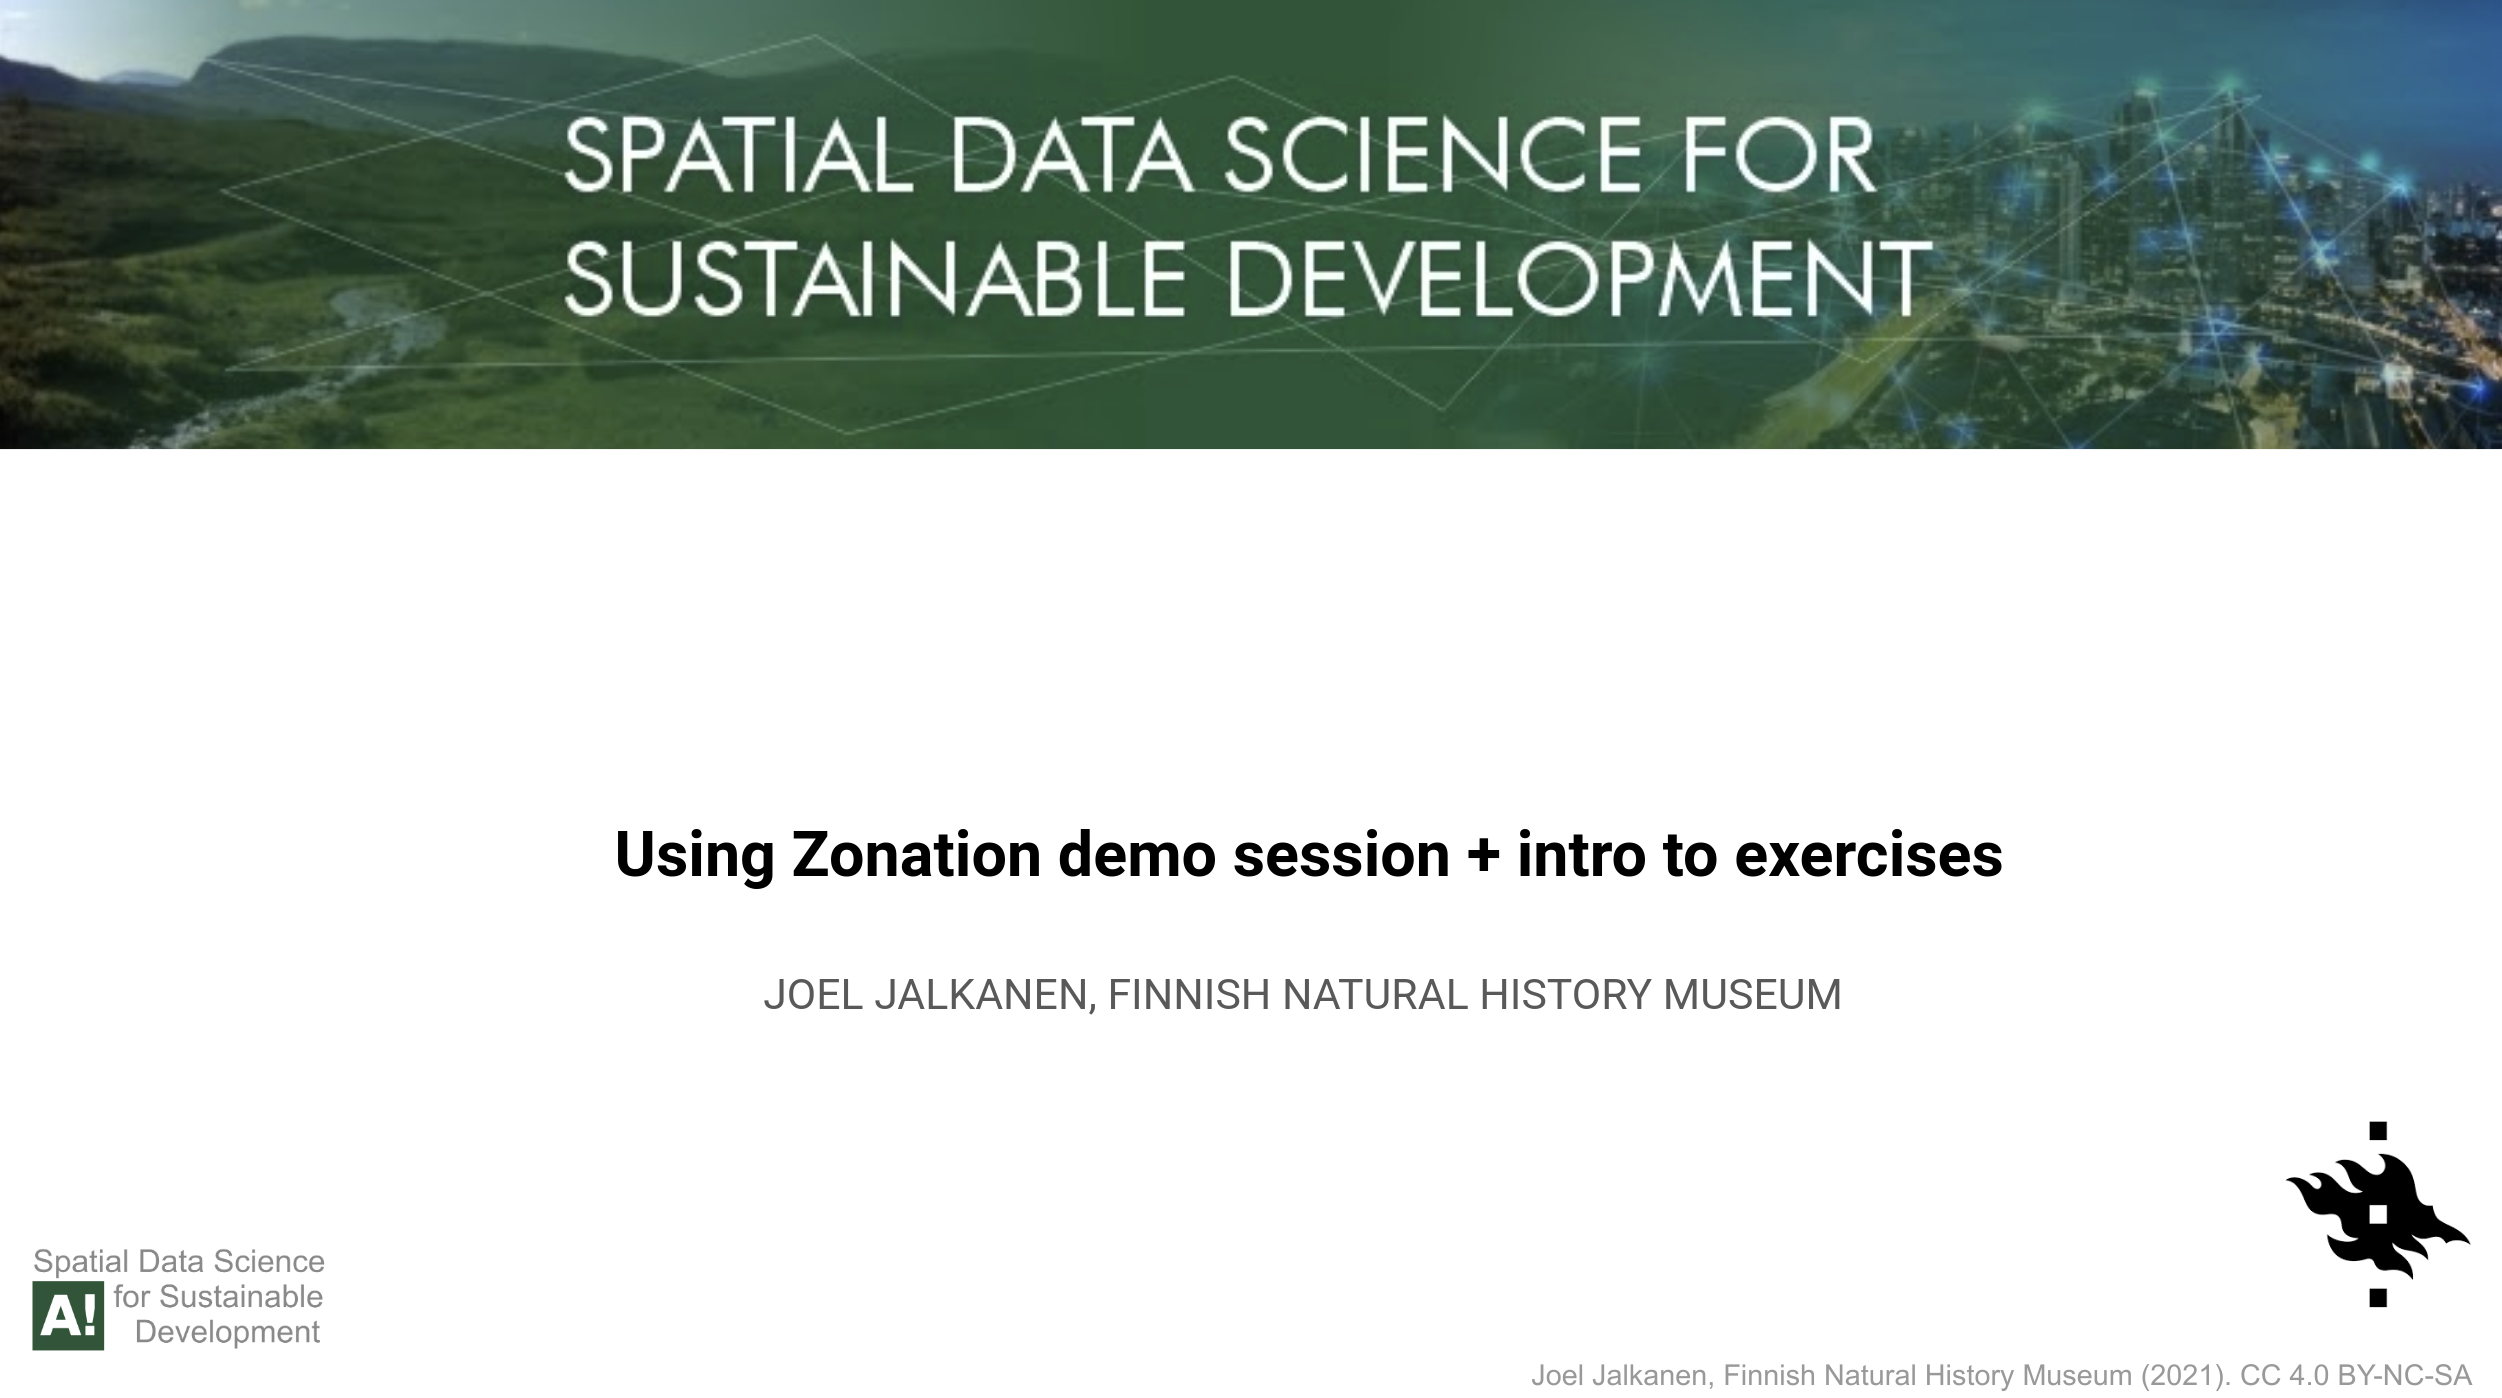 SPATIAL DATA SCIENCE FOR
SUSTAINABLE DEVELOPMENT
Using Zonation demo session + intro to exercises
JOEL JALKANEN, FINNISH NATURAL HISTORY MUSEUM
Spatial Data Science
A! for Sustainable
Development
Joel Jalkanen, Finnish Natural History Museum (2021). CC 4.0 BY-NC-SA